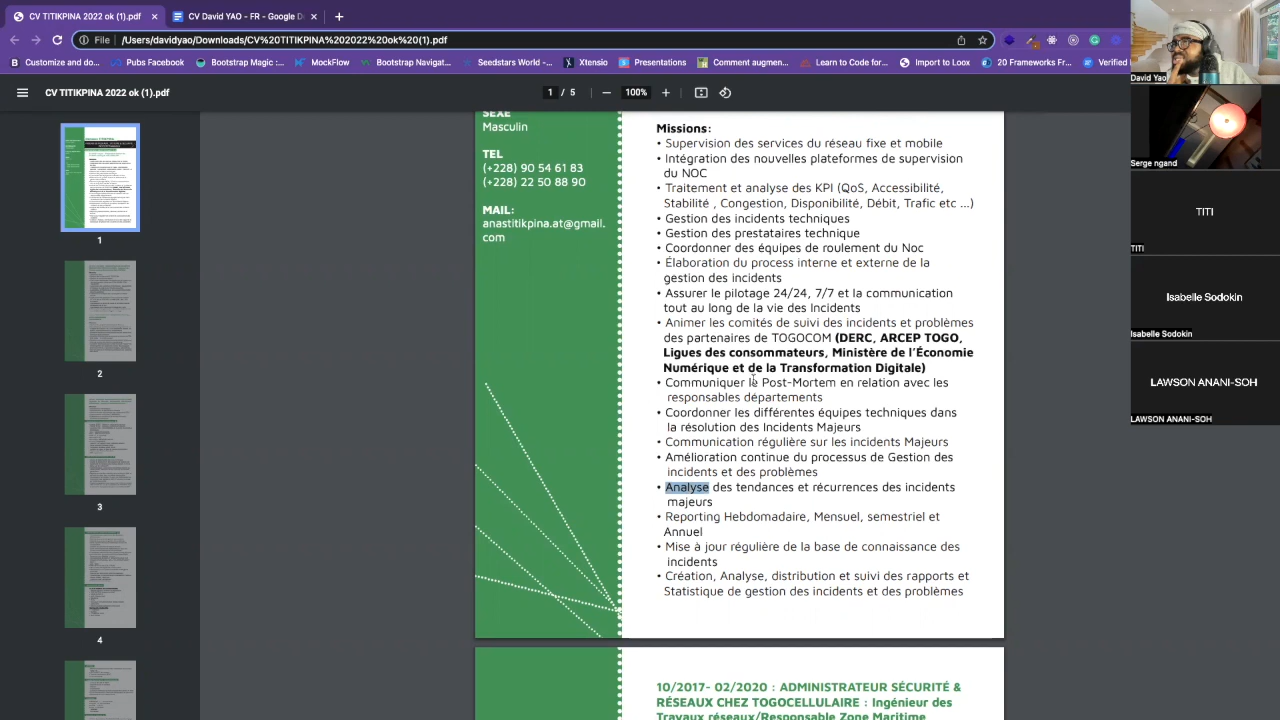 CV TITIKPINA 2022 ok (1).pdf
CV David YAO - FR - Google D
File
/Users/davidyao/Downloads/CV%20TITIKPINA%202022%20ok%20(1).pdf
Customize and do...
Pubs Facebook
Bootstrap Magic :...
MockFlow
Bootstrap Navigat...
Seedstars World -...
Xtensio
Presentations
Comment augmen...
Learn to Code for...
Import to Loox
20 Frameworks Fr...
Verified
CV TITIKPINA 2022 ok (1).pdf
1 / 5
100%
1
2
3
4
SEXE
Masculin
TEL
MAIL:
anastitikpina.at@gmail.
com
Missions:
• Supervision des services réseau fixe et mobile
• Intégration des nouvelles plateformes de supervision
du NOC
• Traitement et analyse des (QoS, Accessibilité,
Stabilité , Congestion, Disponibilité, Débit, Trafic etc ...)
• Gestion des incidents techniques
• Gestion des prestataires technique
• Coordonner des équipes de roulement du Noc
• Élaboration du process interne et externe de la
gestion des incidents
• Assurer le pilotage 24/24, 7/7 et la communication
tout au long de la vie des Incidents
• Animer les comités de suivi des incidents et problèmes
des partenaires de TOGOCOM (DERC, ARCEP TOGO,
Ligues des consommateurs, Ministère de l'Économie
Numérique et de la Transformation Digitale)
• Communiquer le Post-Mortem en relation avec les
responsables départements
• Coordonner les différentes équipes techniques dans
la résolution des Incidents Majeurs
• Communication régulière sur les incidents Majeurs
• Amélioration continue du processus de Gestion des
incidents et des problèmes
• Analyse des tendances et récurrences des incidents
majeurs
• Reporting Hebdomadaire, Mensuel, semestriel et
Annuel
• Mise à jour régulière de la base de connaissance des
incidents
• Création, Analyse, distribution et suivi des rapports et
Statistique de gestion des incidents et des problèmes
10/2017- 02/2020 : ADMINISTRATEUR SÉCURITÉ &
RÉSEAUX CHEZ TOGOCELLULAIRE : Ingénieur des
Travaux réseaux/Responsable Zone Maritime
David Yao
Serge ngand
TITI
TITI
Isabelle Sodokin
Isabelle Sodokin
LAWSON ANANI-SOH
LAWSON ANANI-SOH